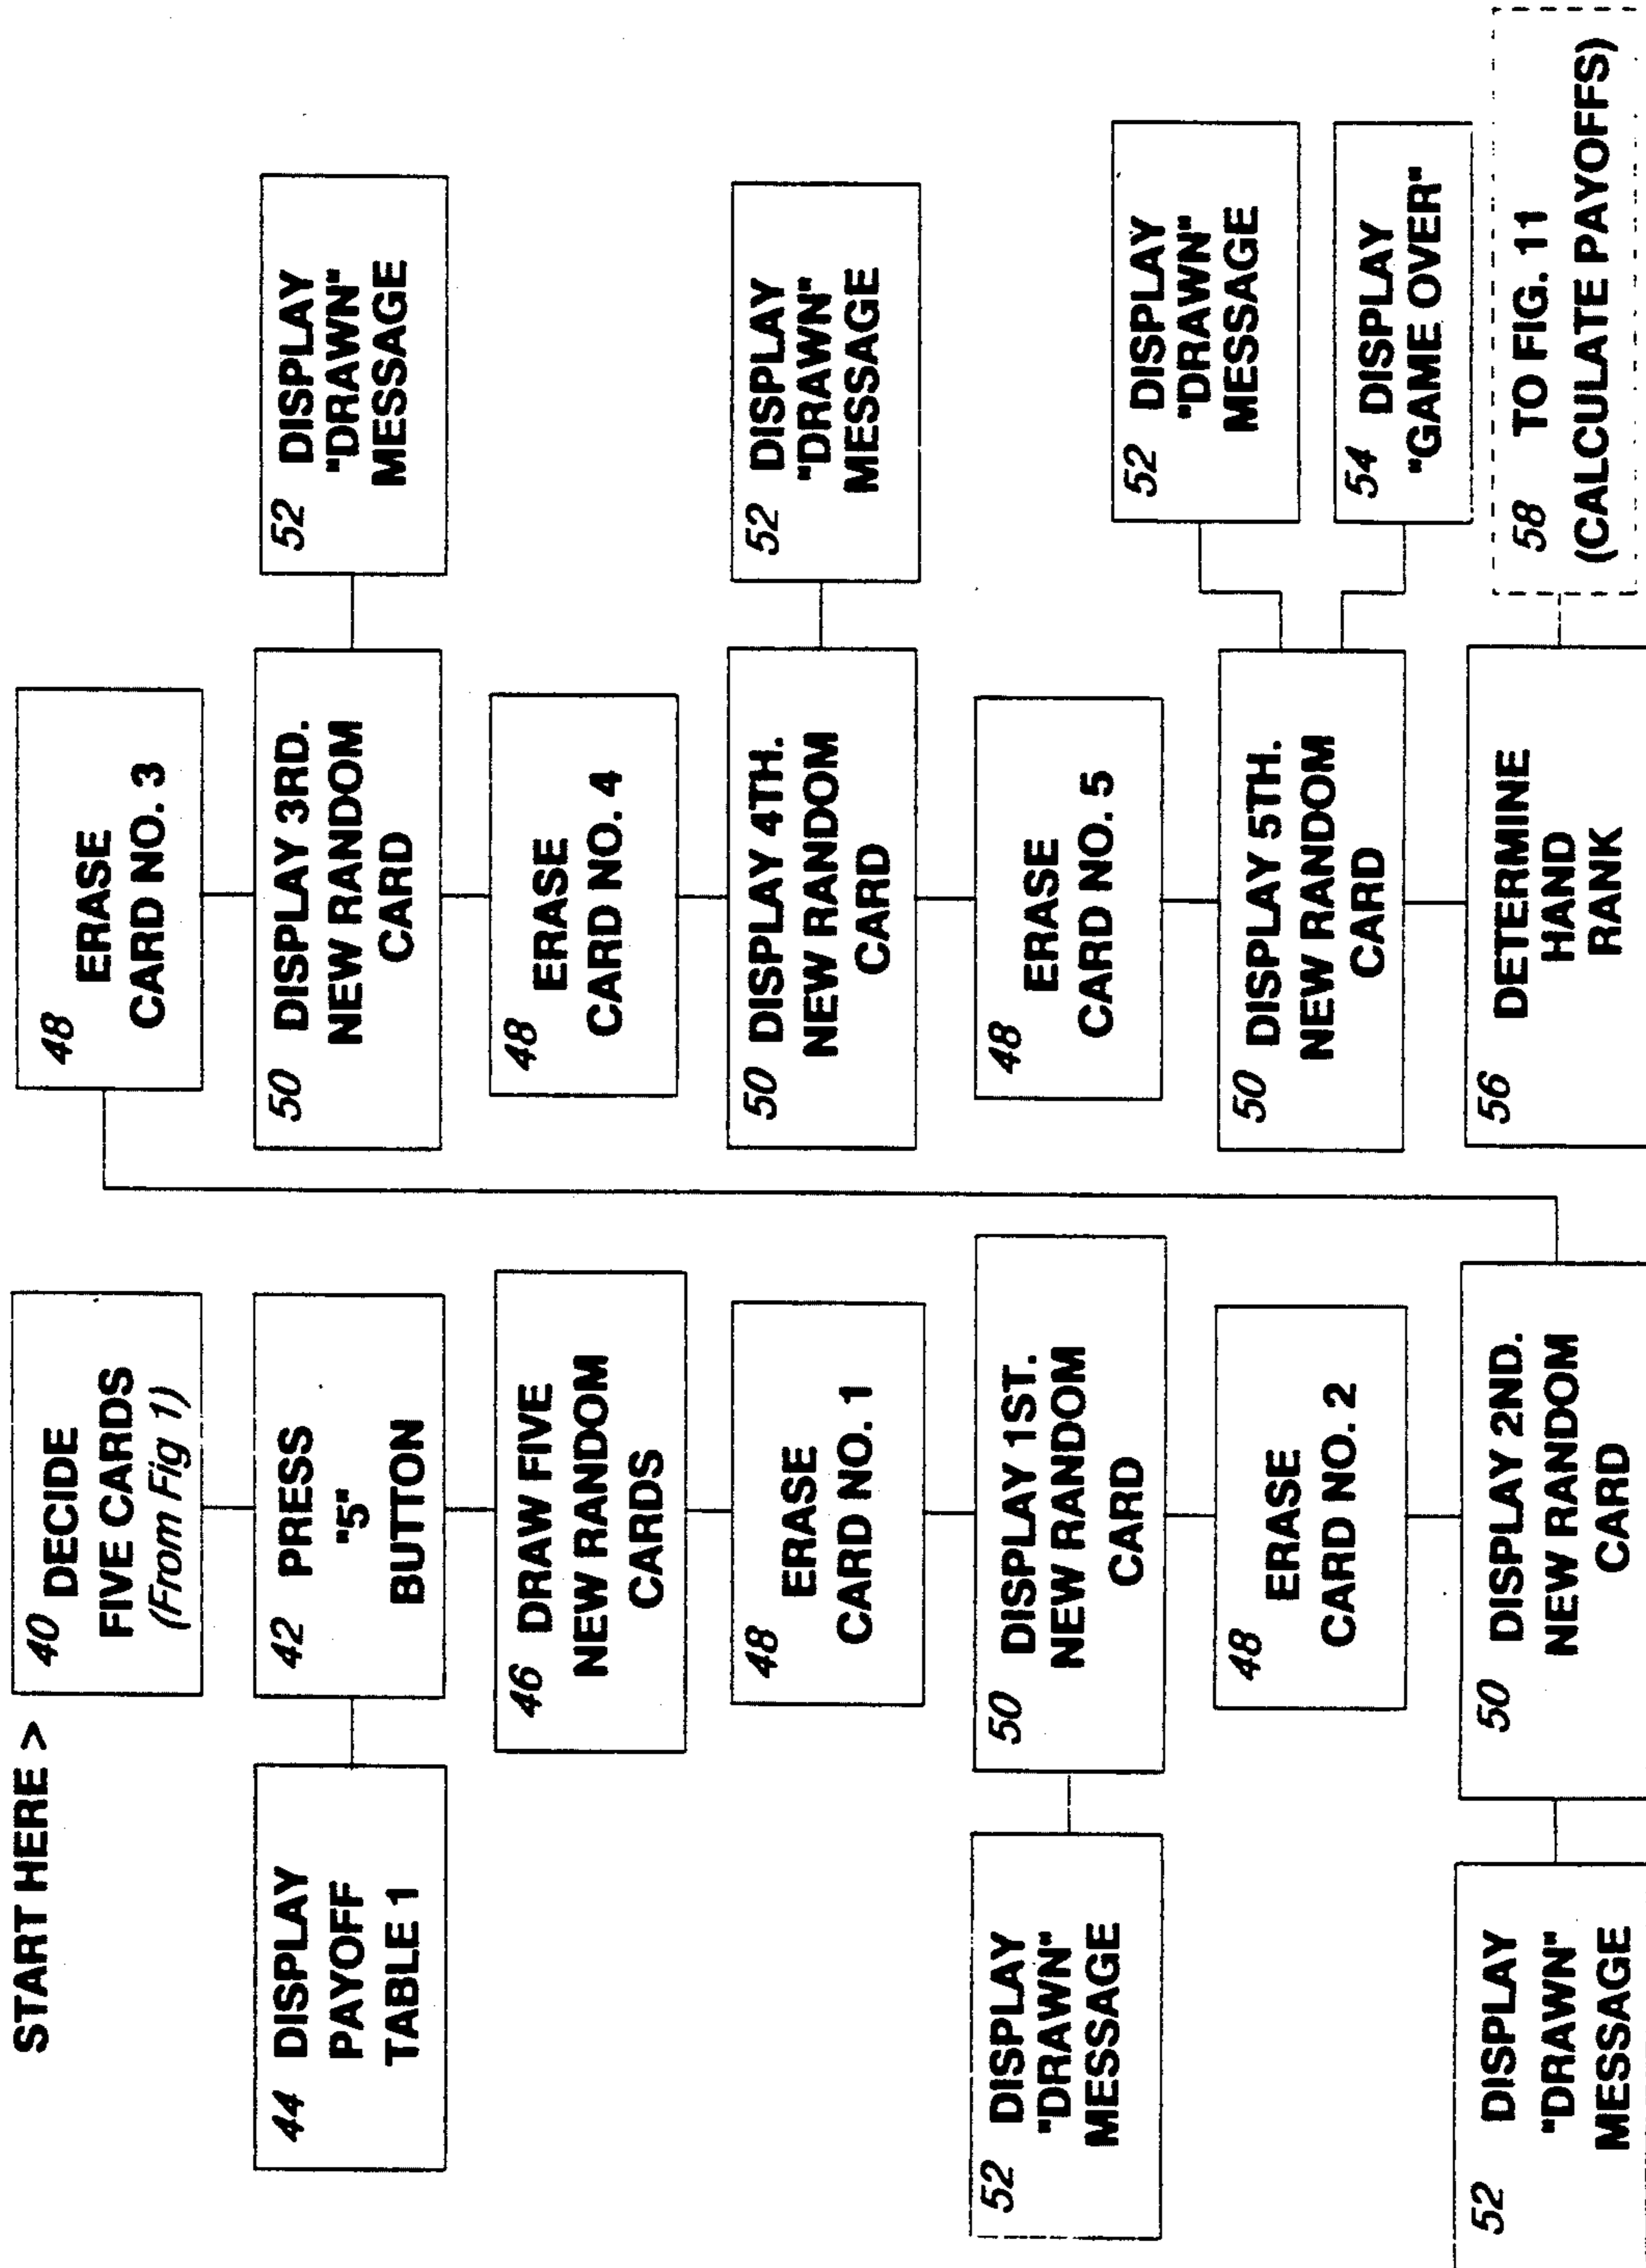 START HERE >
40 DECIDE
FIVE CARDS
(From Fig 1)
44 DISPLAY
PAYOFF
TABLE 1
42 PRESS
"5"
BUTTON
46 DRAW FIVE
NEW RANDOM
CARDS
48 ERASE
CARD NO. 1
52 DISPLAY
"DRAWN"
MESSAGE
50 DISPLAY 1ST.
NEW RANDOM
CARD
48 ERASE
CARD NO. 2
52 DISPLAY
"DRAWN"
MESSAGE
50 DISPLAY 2ND.
NEW RANDOM
CARD
48 ERASE
CARD NO. 3
50 DISPLAY 3RD.
NEW RANDOM
CARD
52 DISPLAY
"DRAWN"
MESSAGE
48 ERASE
CARD NO. 4
50 DISPLAY 4TH.
NEW RANDOM
CARD
52 DISPLAY
"DRAWN"
MESSAGE
48 ERASE
CARD NO. 5
50 DISPLAY 5TH.
NEW RANDOM
CARD
52 DISPLAY
"DRAWN"
MESSAGE
54 DISPLAY
"GAME OVER"
56 DETERMINE
HAND
RANK
58 TO FIG. 11
(CALCULATE PAYOFFS)